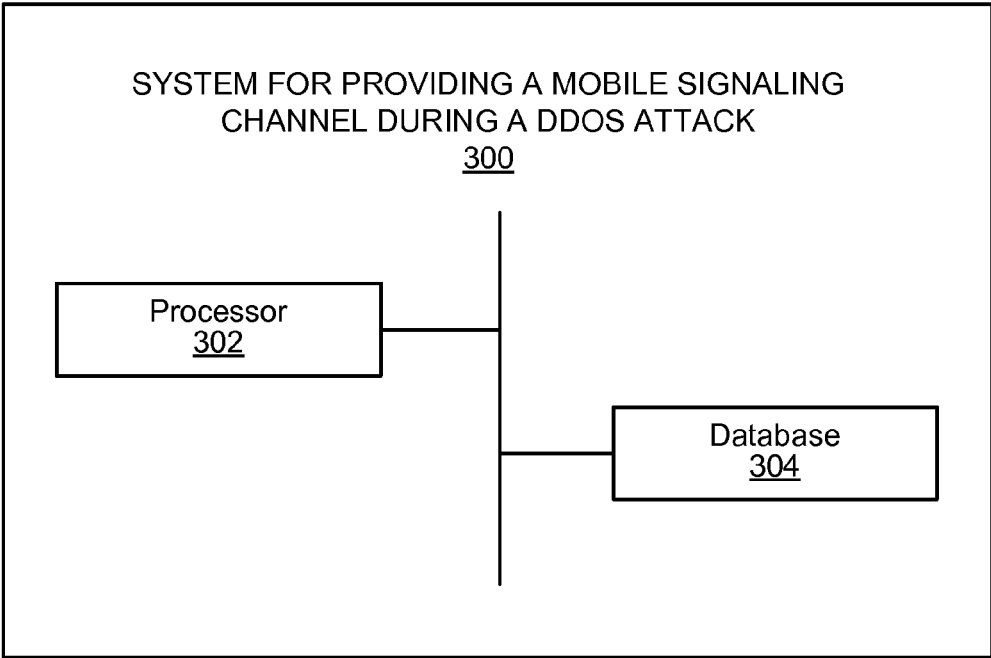 SYSTEM FOR PROVIDING A MOBILE SIGNALING
CHANNEL DURING A DDOS ATTACK
300
Processor
302
Database
304